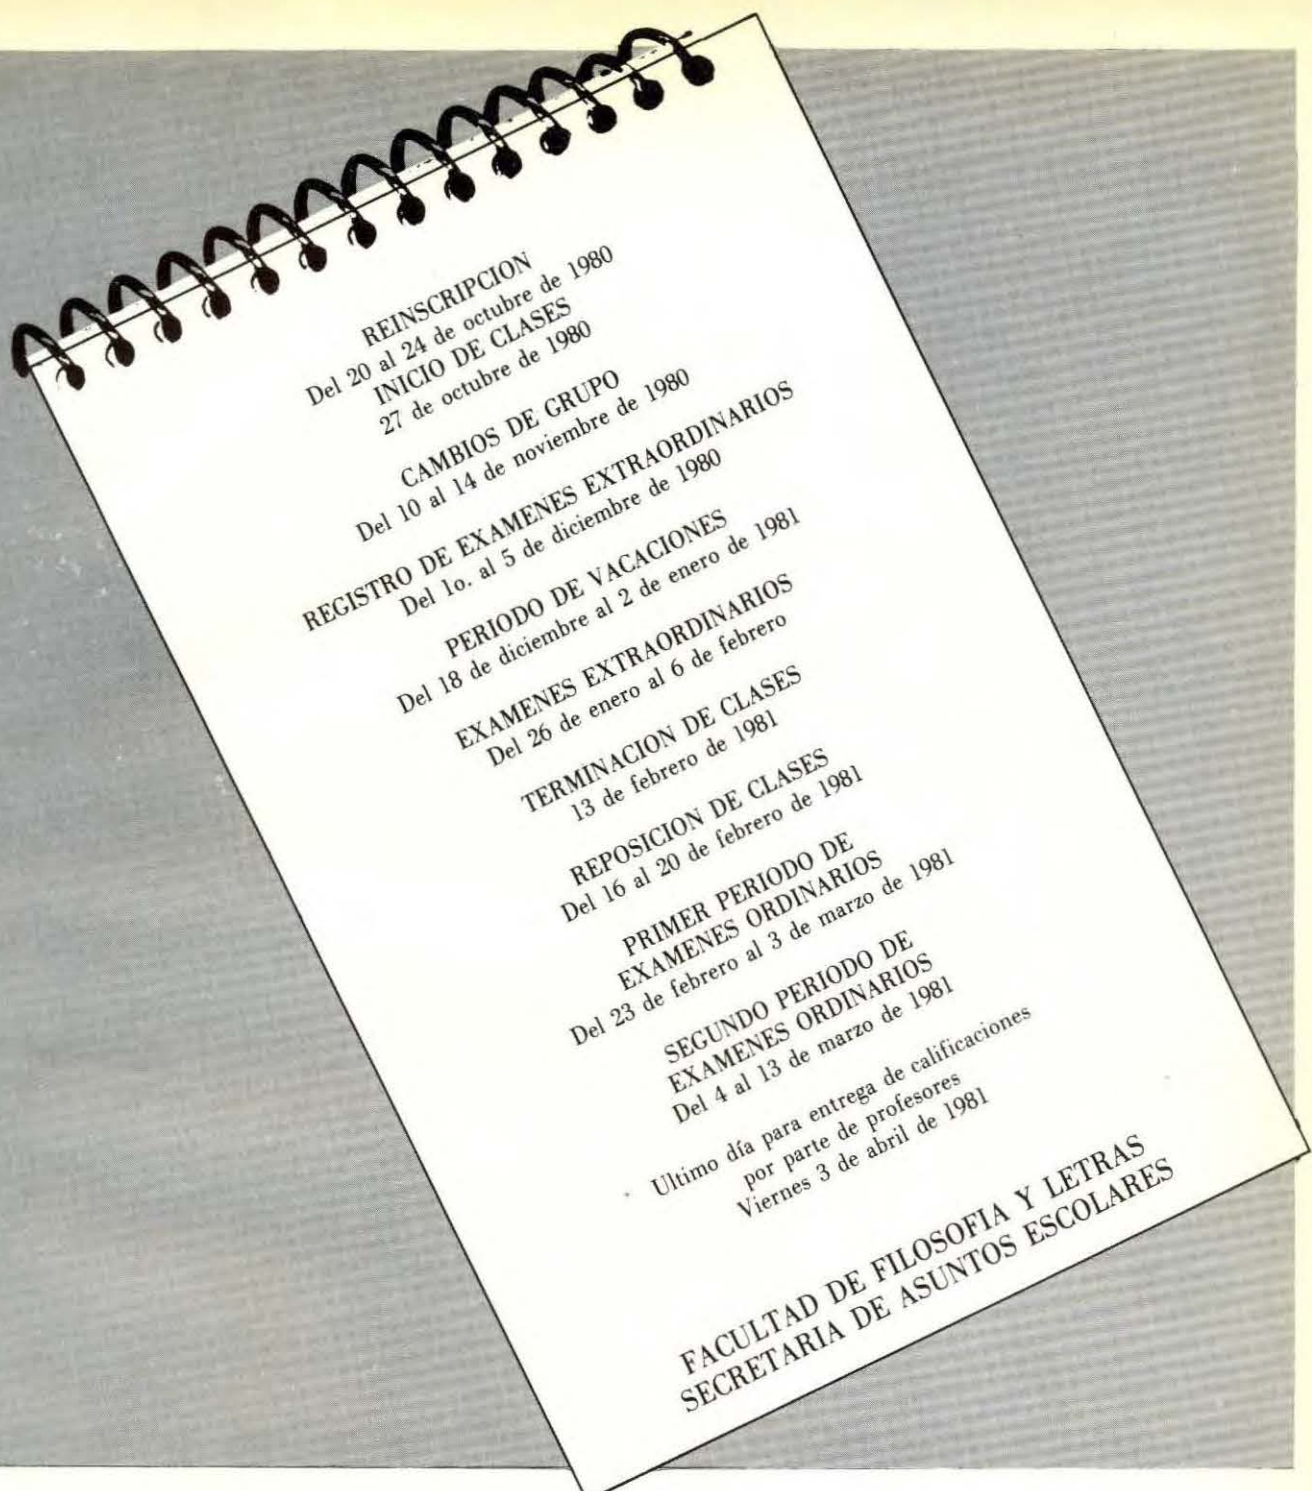 REINSCRIPCION
Del 20 al 24 de octubre de 1980
INICIO DE CLASES
27 de octubre de 1980
CAMBIOS DE GRUPO
Del 10 al 14 de noviembre de 1980
REGISTRO DE EXAMENES EXTRAORDINARIOS
Del 1o. al 5 de diciembre de 1980
PERIODO DE VACACIONES
Del 18 de diciembre al 2 de enero de 1981
EXAMENES EXTRAORDINARIOS
Del 26 de enero al 6 de febrero
TERMINACION DE CLASES
13 de febrero de 1981
REPOSICION DE CLASES
Del 16 al 20 de febrero de 1981
PRIMER PERIODO DE
EXAMENES ORDINARIOS
Del 23 de febrero al 3 de marzo de 1981
SEGUNDO PERIODO DE
EXAMENES ORDINARIOS
Del 4 al 13 de marzo de 1981
Ultimo día para entrega de calificaciones
por parte de profesores
Viernes 3 de abril de 1981
FACULTAD DE FILOSOFIA Y LETRAS
SECRETARIA DE ASUNTOS ESCOLARES